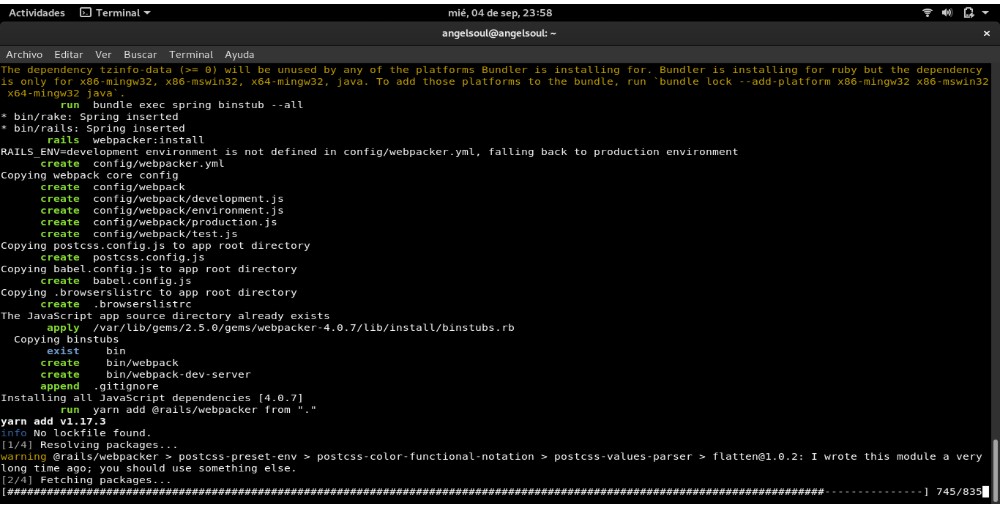 Actividades Terminal mié, 04 de sep, 23:58
angelsoul@angelsoul: ~ ×
Archivo Editar Ver Buscar Terminal Ayuda
The dependency tzinfo-data (>= 0) will be unused by any of the platforms Bundler is installing for. Bundler is installing for ruby but the dependency
is only for x86-mingw32, x86-mswin32, x64-mingw32, java. To add those platforms to the bundle, run `bundle lock --add-platform x86-mingw32 x86-mswin32
x64-mingw32 java`.
run bundle exec spring binstub --all
* bin/rake: Spring inserted
* bin/rails: Spring inserted
rails webpacker:install
RAILS_ENV=development environment is not defined in config/webpacker.yml, falling back to production environment
create config/webpacker.yml
Copying webpack core config
create config/webpack
create config/webpack/development.js
create config/webpack/environment.js
create config/webpack/production.js
create config/webpack/test.js
Copying postcss.config.js to app root directory
create postcss.config.js
Copying babel.config.js to app root directory
create babel.config.js
Copying .browserslistrc to app root directory
create .browserslistrc
The JavaScript app source directory already exists
apply /var/lib/gems/2.5.0/gems/webpacker-4.0.7/lib/install/binstubs.rb
Copying binstubs
exist bin
create bin/webpack
create bin/webpack-dev-server
append .gitignore
Installing all JavaScript dependencies [4.0.7]
run yarn add @rails/webpacker from "."
yarn add v1.17.3
info No lockfile found.
[1/4] Resolving packages...
warning @rails/webpacker > postcss-preset-env > postcss-color-functional-notation > postcss-values-parser > flatten@1.0.2: I wrote this module a very
long time ago; you should use something else.
[2/4] Fetching packages...
[############################################################################################################################---------------] 745/835